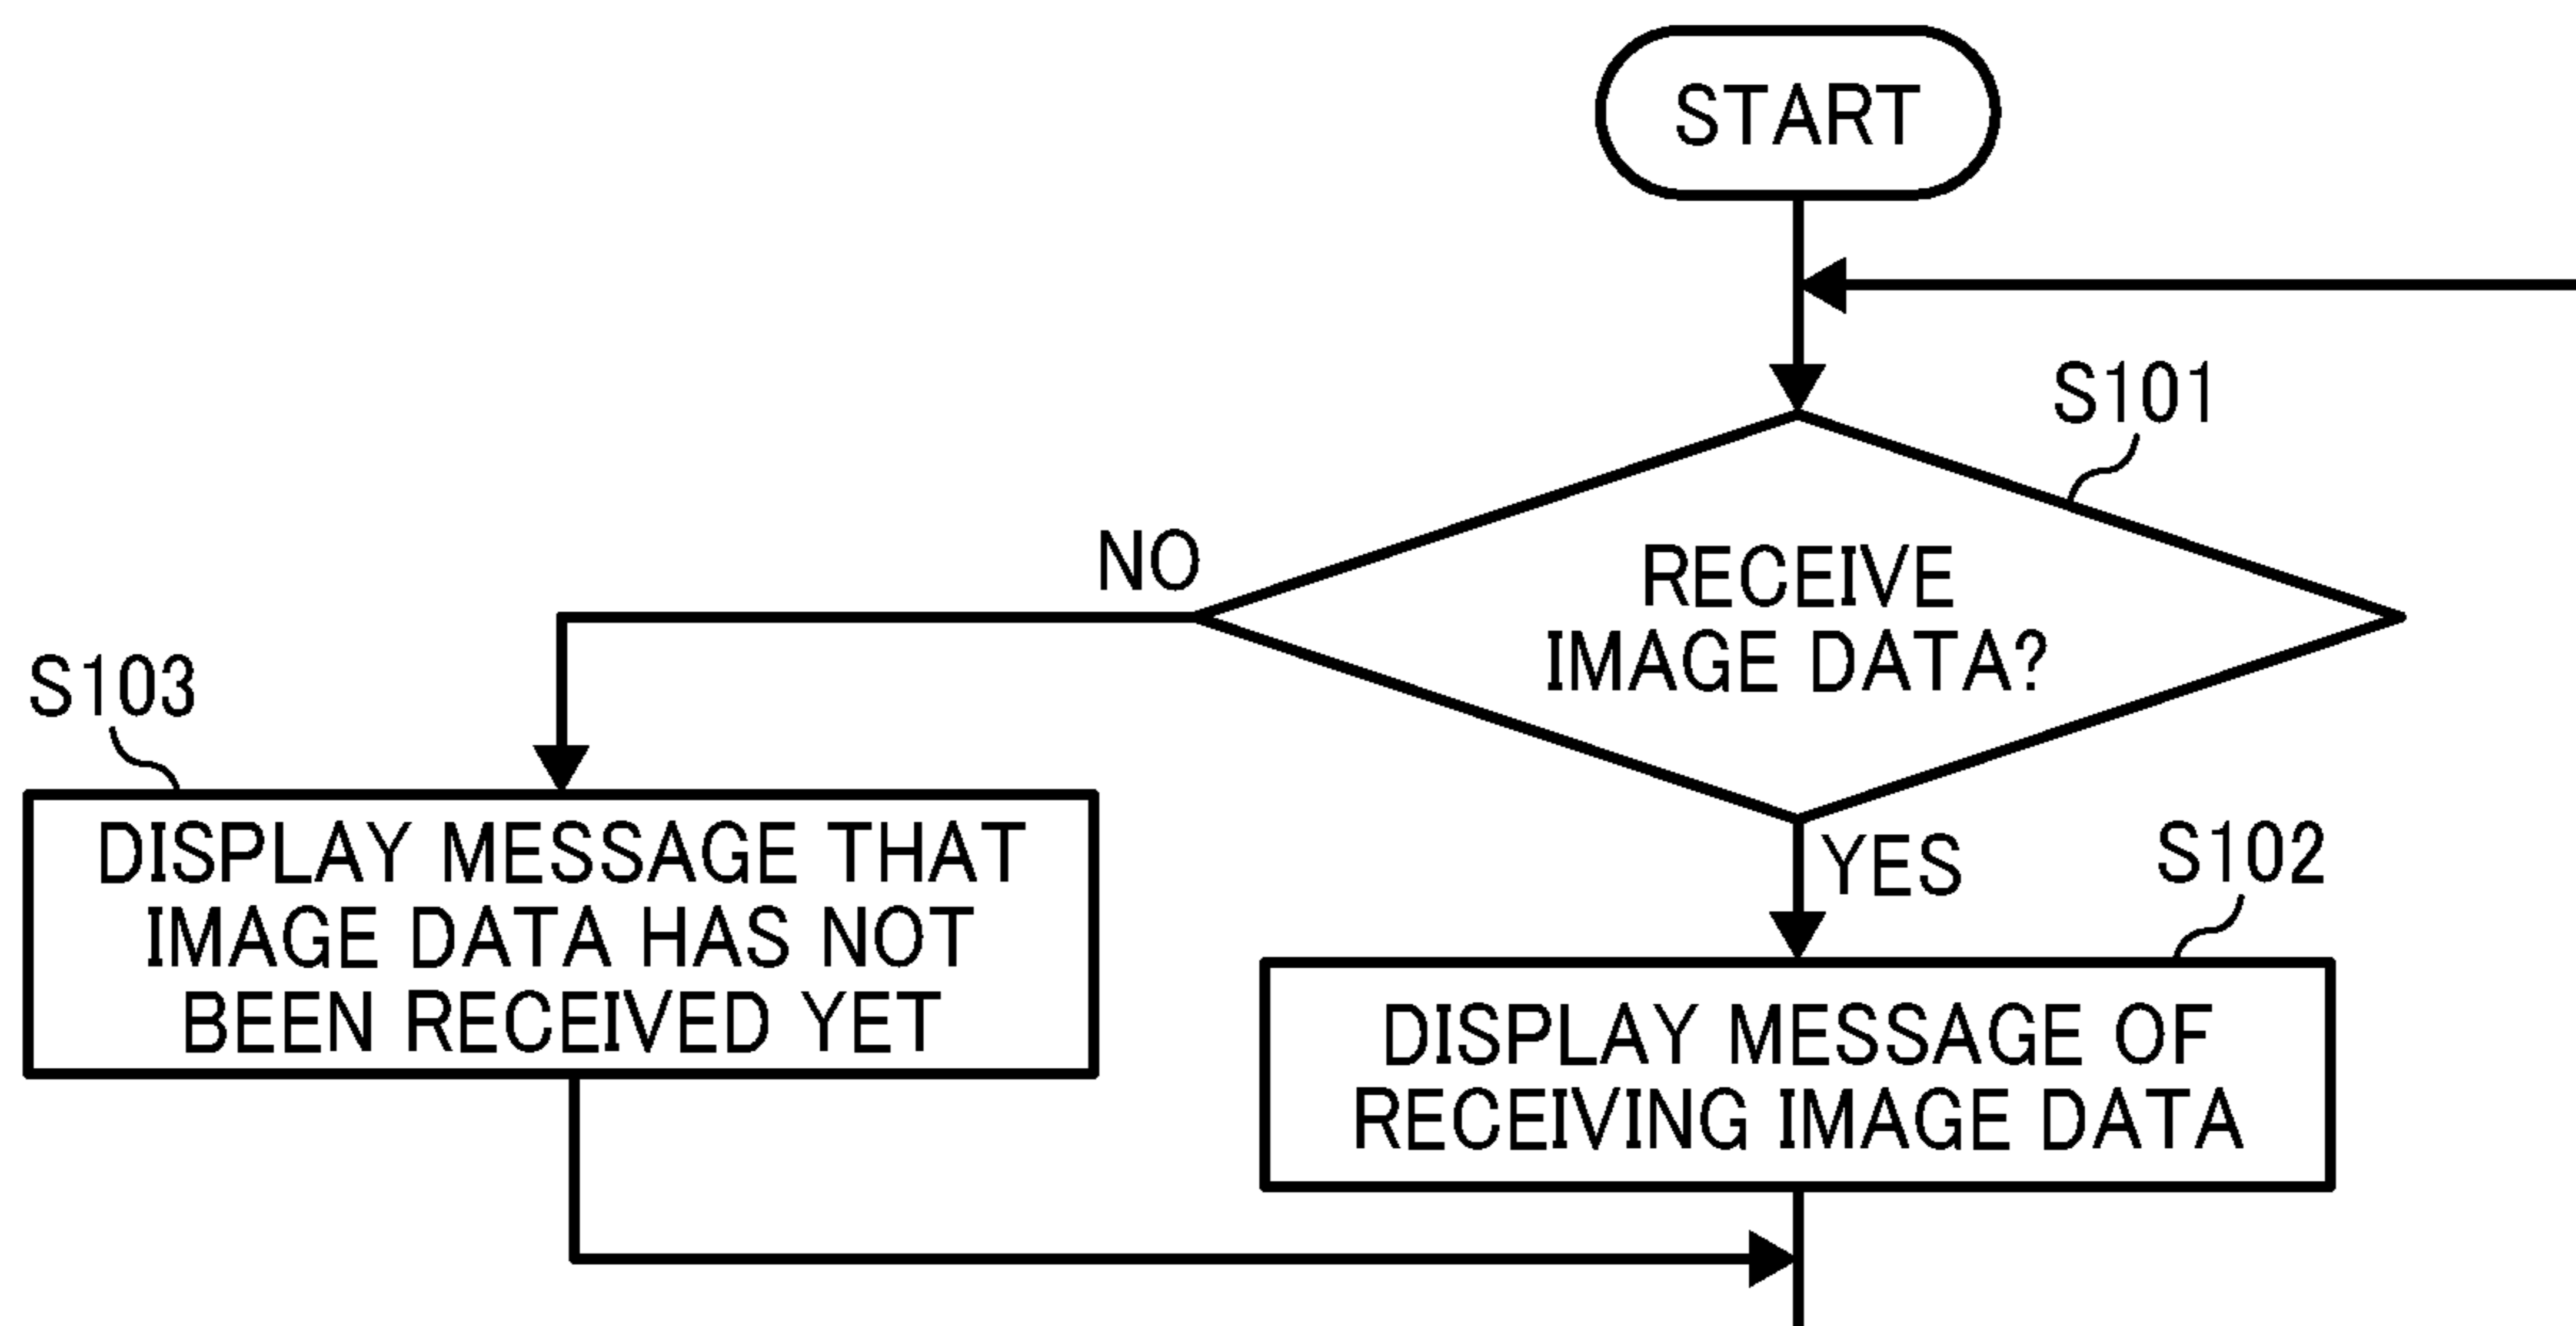 START
S101
RECEIVE
IMAGE DATA?
NO
YES
S103
DISPLAY MESSAGE THAT
IMAGE DATA HAS NOT
BEEN RECEIVED YET
S102
DISPLAY MESSAGE OF
RECEIVING IMAGE DATA